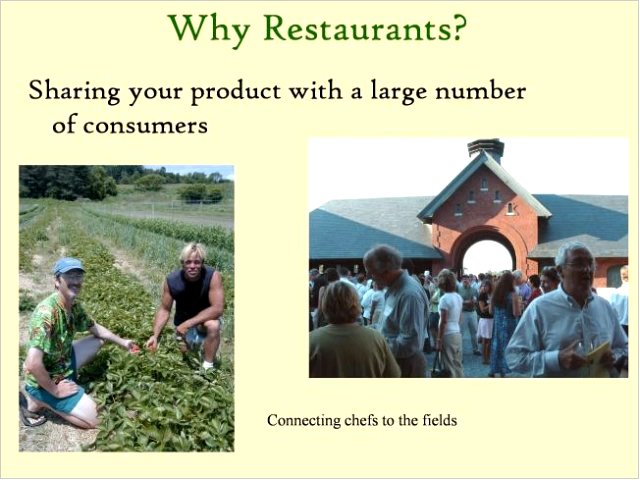 Why Restaurants?
Sharing your product with a large number
of consumers
Connecting chefs to the fields